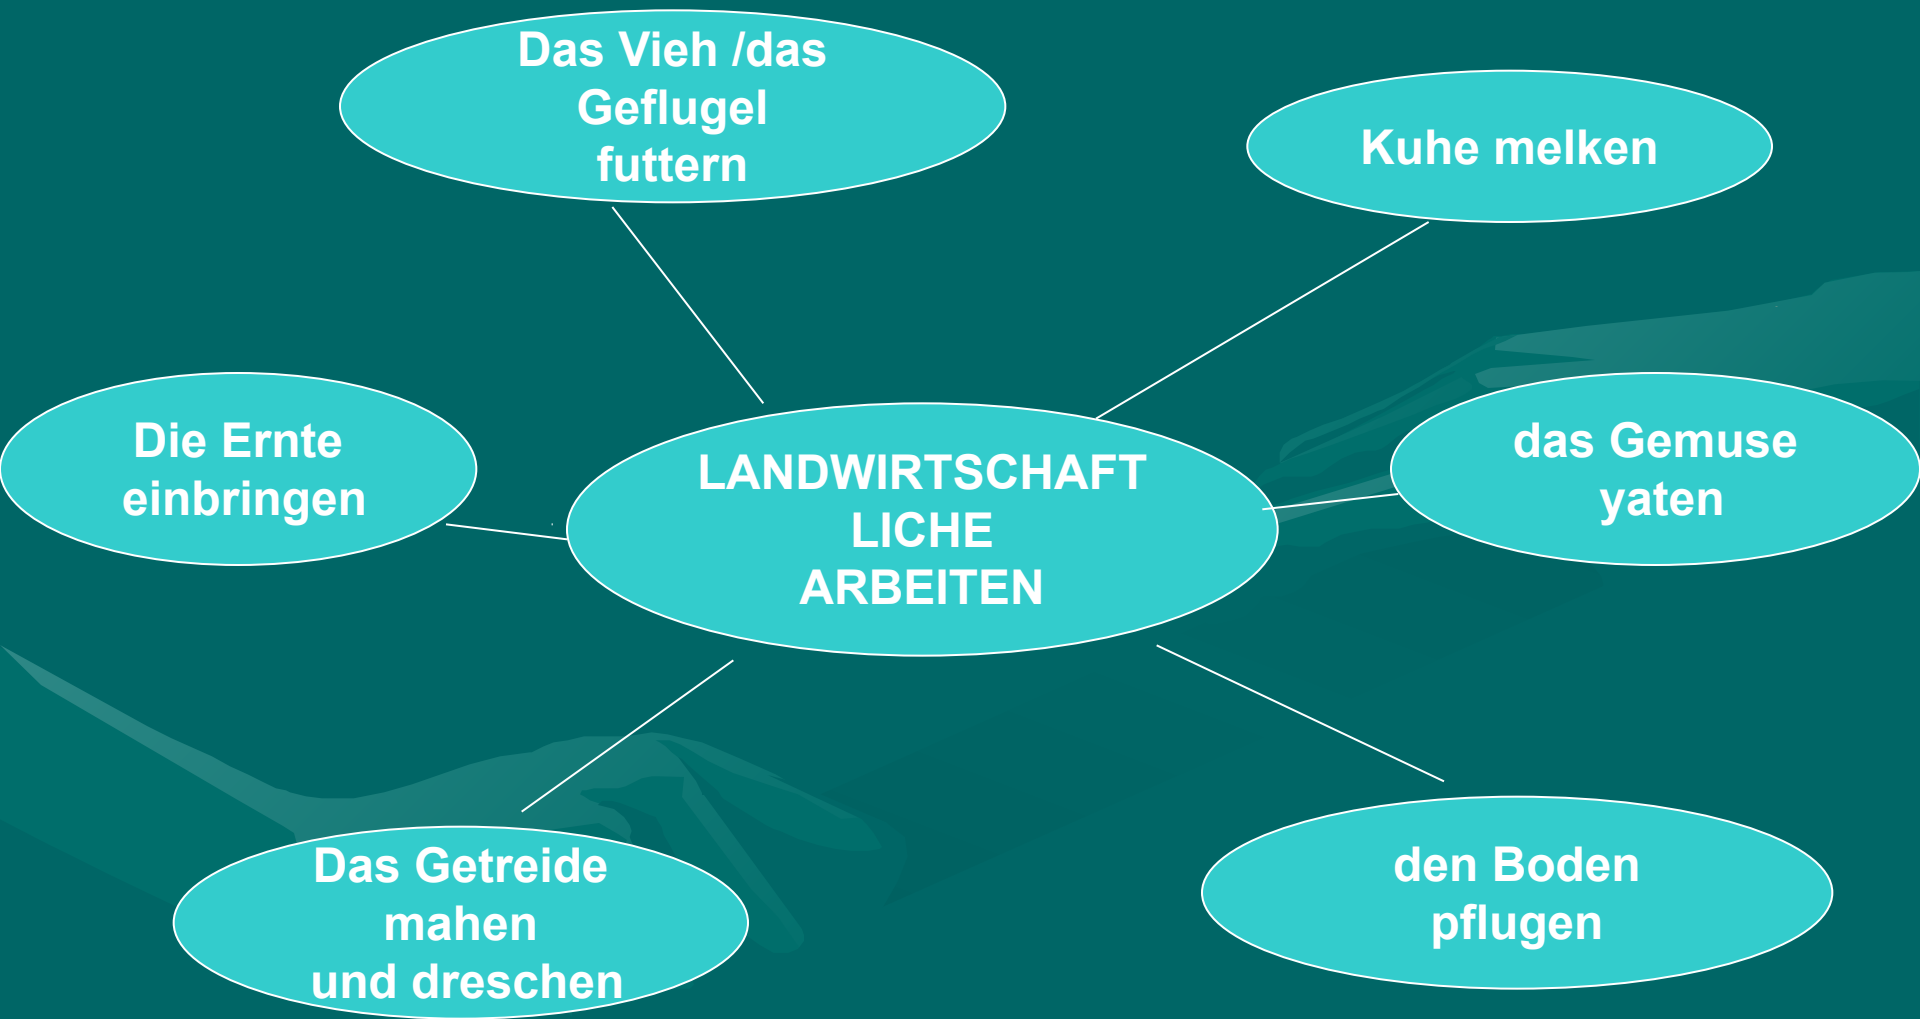 Das Vieh /das
Geflugel
futtern
Kuhe melken
Die Ernte
einbringen
LANDWIRTSCHAFT
LICHE
ARBEITEN
das Gemuse
yaten
Das Getreide
mahen
und dreschen
den Boden
pflugen